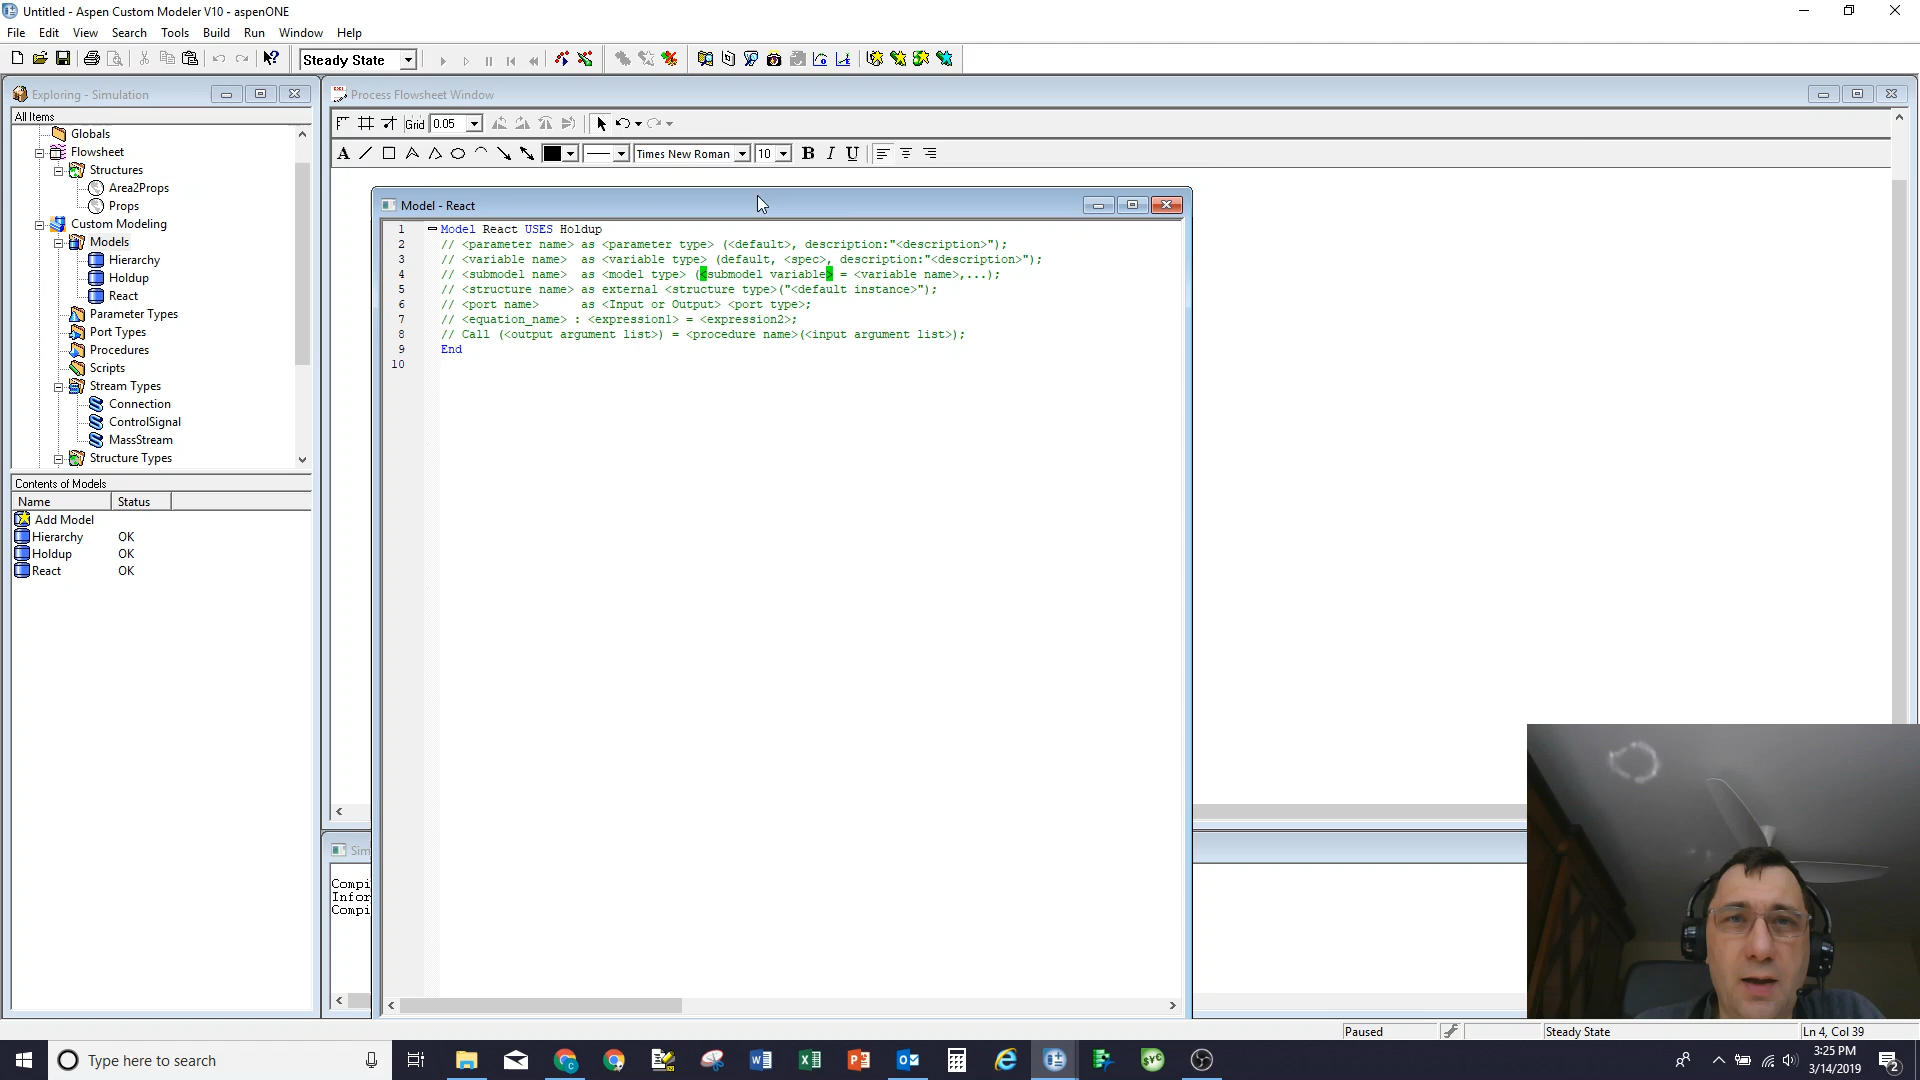 Untitled - Aspen Custom Modeler V10 - aspenONE
File Edit View Search Tools Build Run Window Help
Steady State
Exploring - Simulation
All Items
Globals
Flowsheet
Structures
Area2Props
Props
Custom Modeling
Models
Hierarchy
Holdup
React
Parameter Types
Port Types
Procedures
Scripts
Stream Types
Connection
ControlSignal
MassStream
Structure Types
Contents of Models
Name Status
Add Model
Hierarchy OK
Holdup OK
React OK
Process Flowsheet Window
Grid 0.05
A Times New Roman 10 B I U
Model - React
1 Model React USES Holdup
2 // <parameter name> as <parameter type> (<default>, description:"<description>");
3 // <variable name> as <variable type> (default, <spec>, description:"<description>");
4 // <submodel name> as <model type> (<submodel variable> = <variable name>,...);
5 // <structure name> as external <structure type>("<default instance>");
6 // <port name> as <Input or Output> <port type>;
7 // <equation_name> : <expression1> = <expression2>;
8 // Call (<output argument list>) = <procedure name>(<input argument list>);
9 End
10
Sim
Compi
Infor
Compi
Paused Steady State Ln 4, Col 39
Type here to search
3:25 PM
3/14/2019
2